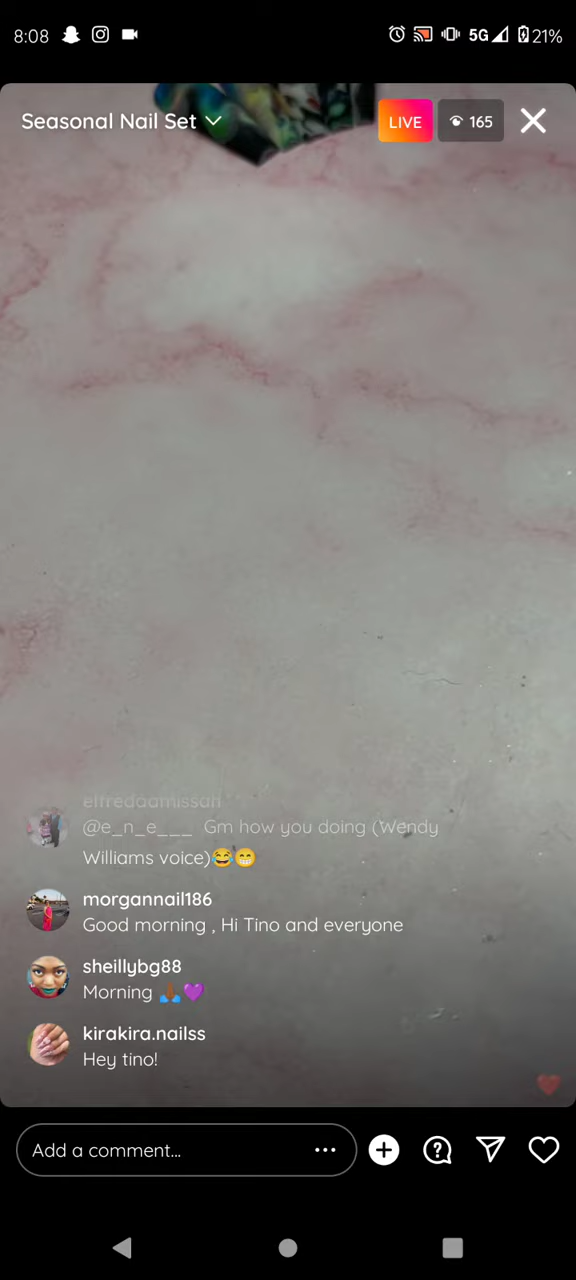 8:08
5G 21%
Seasonal Nail Set
LIVE
165
elfredaamissah
@e_n_e___ Gm how you doing (Wendy
Williams voice)😂😁
morgannail186
Good morning , Hi Tino and everyone
sheillybg88
Morning 🙏🏾💜
kirakira.nailss
Hey tino!
Add a comment...